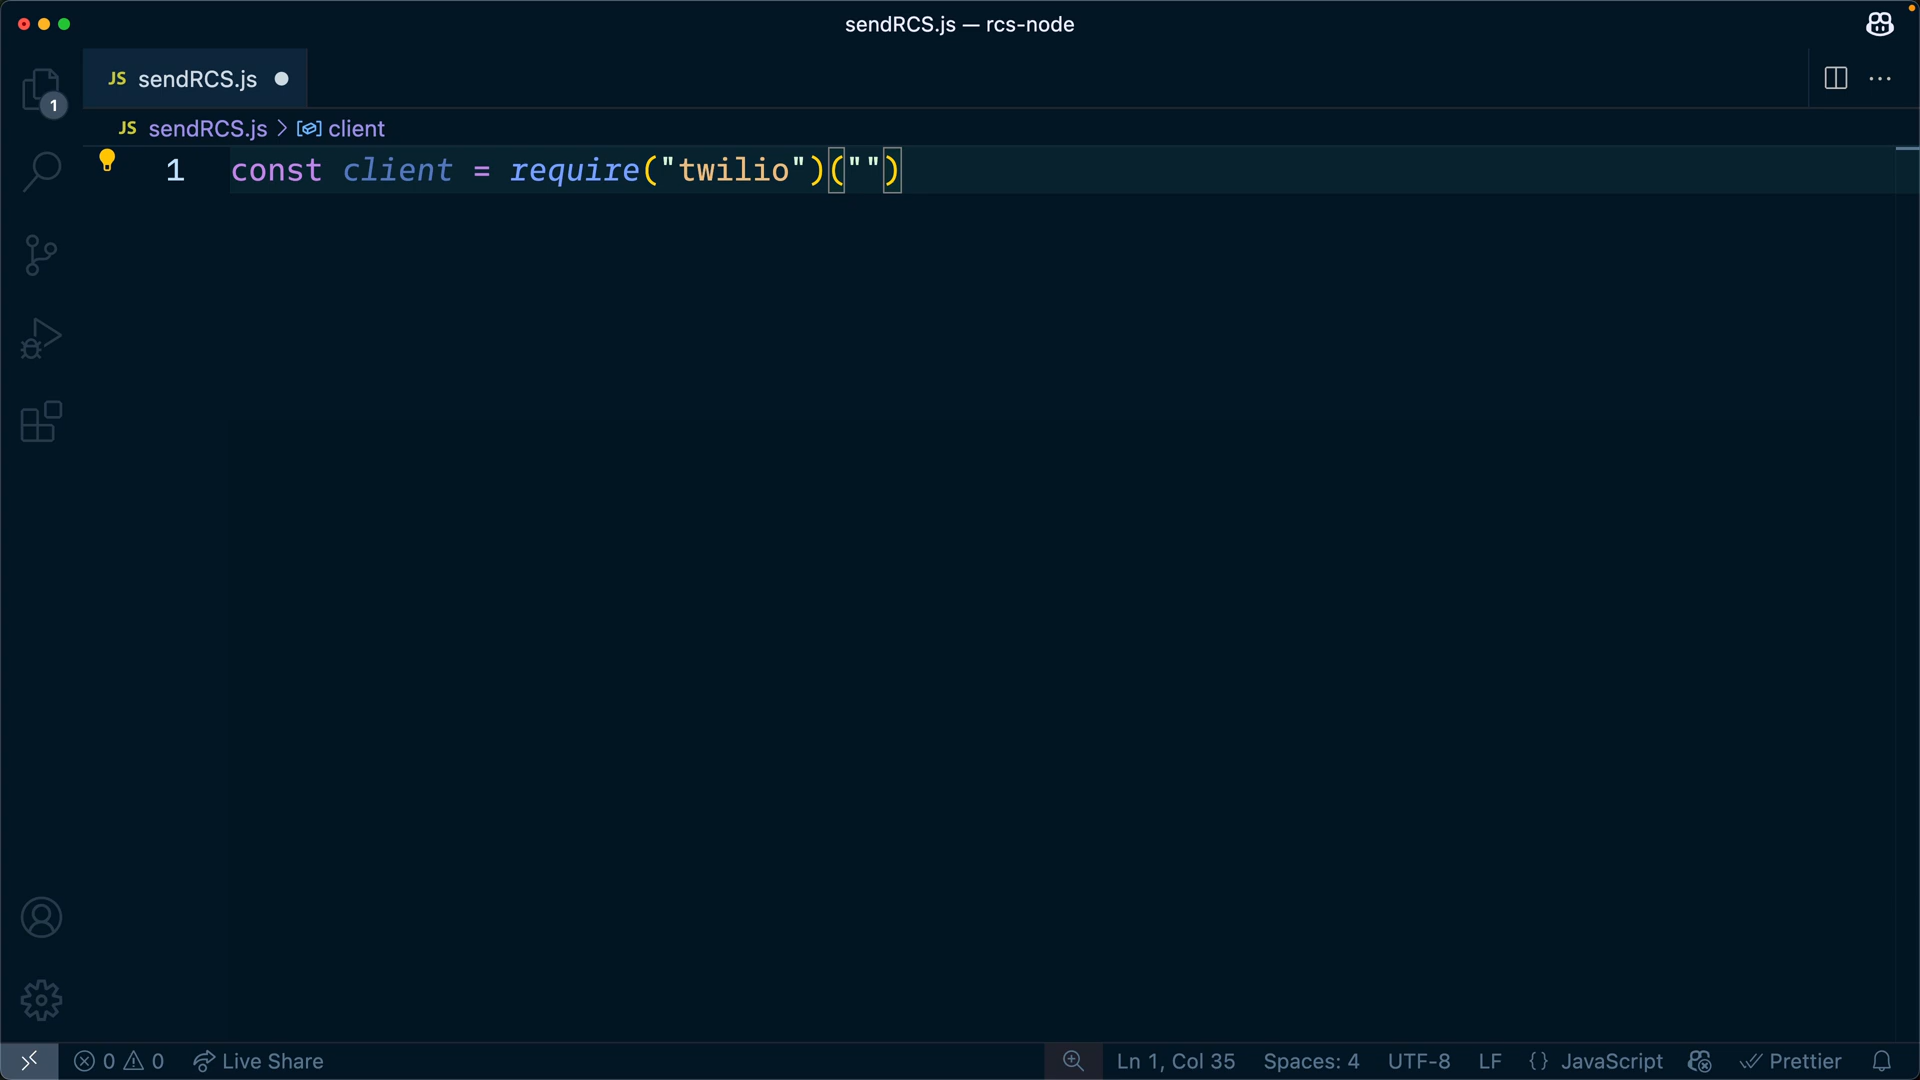 sendRCS.js — rcs-node
JS sendRCS.js
1
JS sendRCS.js > client
1 const client = require("twilio")("")
0 0 Live Share Ln 1, Col 35 Spaces: 4 UTF-8 LF {} JavaScript Prettier